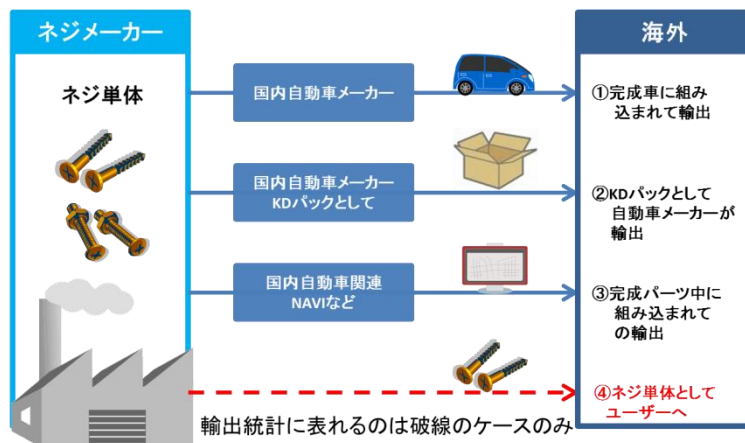 ネジメーカー
ネジ単体
国内自動車メーカー
国内自動車メーカー
KDパックとして
国内自動車関連
NAVIなど
海外
①完成車に組み
込まれて輸出
②KDパックとして
自動車メーカーが
輸出
③完成パーツ中に
組み込まれて
の輸出
④ネジ単体として
ユーザーへ
輸出統計に表れるのは破線のケースのみ